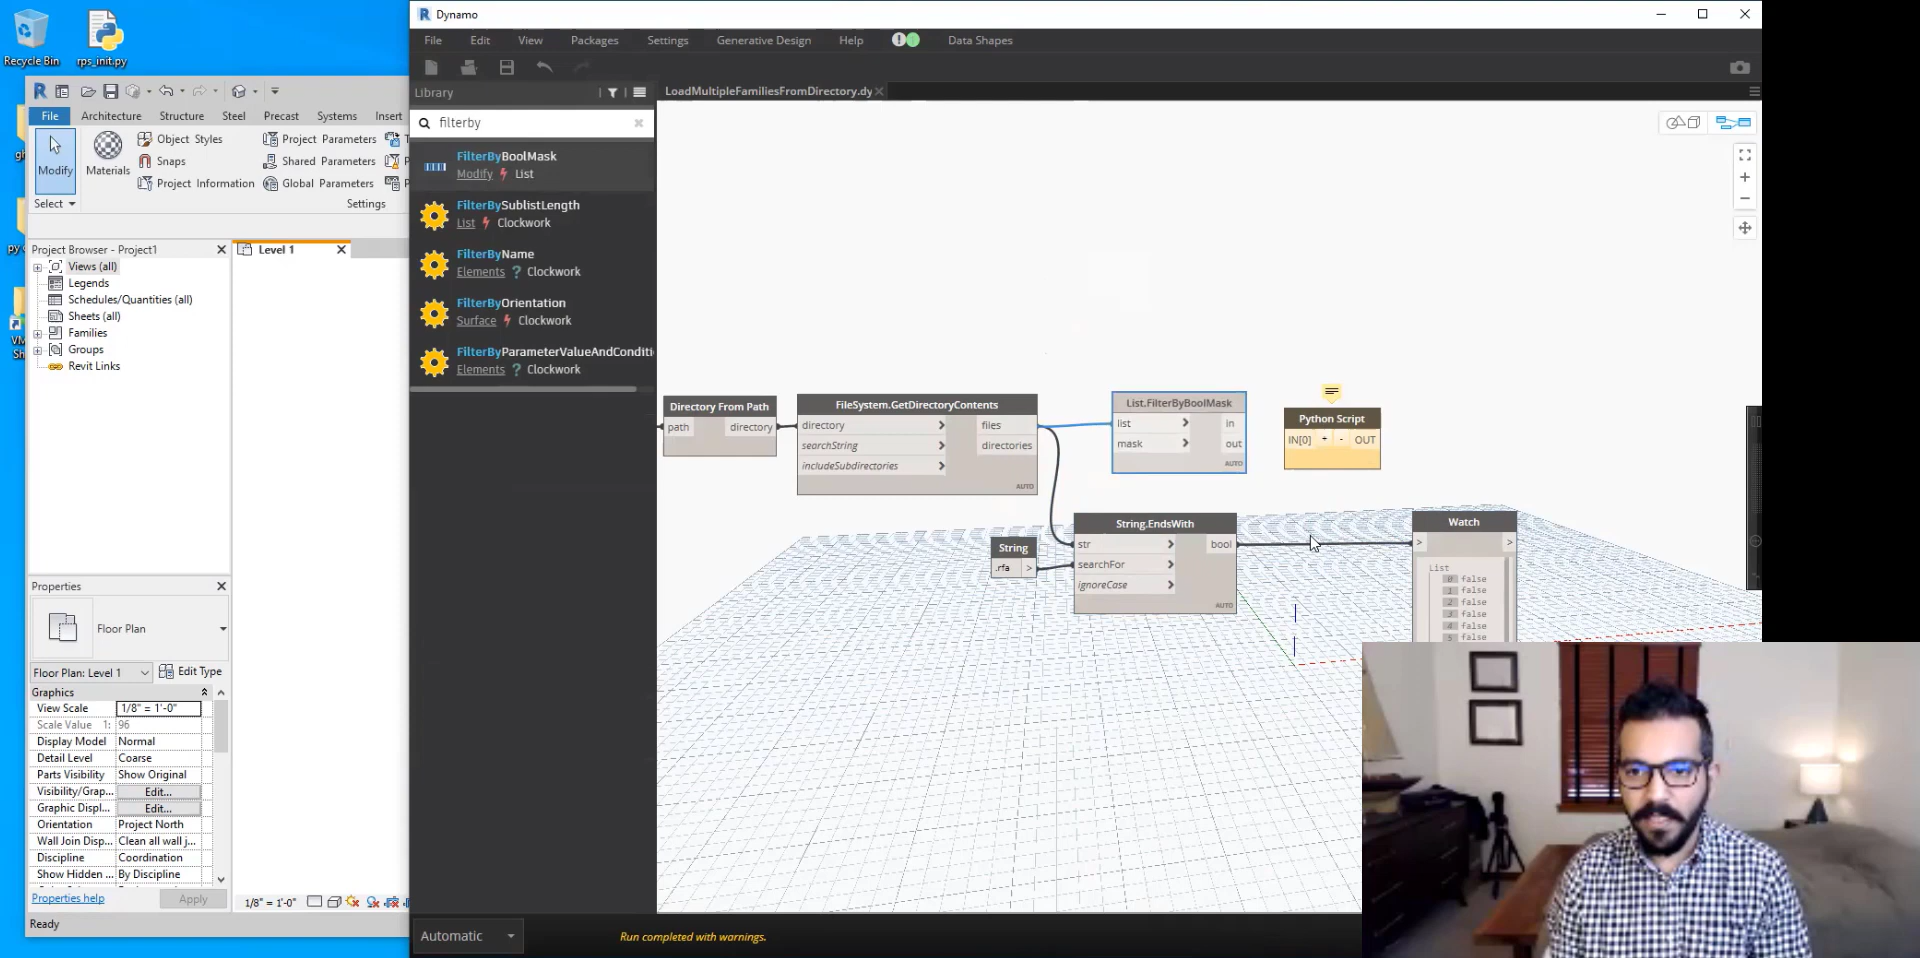 Recycle Bin
rps_init.py
Dynamo
File Edit View Packages Settings Generative Design Help Data Shapes
Library
LoadMultipleFamiliesFromDirectory.dy
filterby
FilterByBoolMask
Modify List
FilterBySublistLength
List Clockwork
FilterByName
Elements ? Clockwork
FilterByOrientation
Surface Clockwork
FilterByParameterValueAndConditi
Elements ? Clockwork
File Architecture Structure Steel Precast Systems Insert
Modify
Materials
Object Styles
Snaps
Project Information
Project Parameters
Shared Parameters
Global Parameters
Select
Settings
Project Browser - Project1
Level 1
Views (all)
Legends
Schedules/Quantities (all)
Sheets (all)
Families
Groups
Revit Links
Properties
Floor Plan
Floor Plan: Level 1
Edit Type
Graphics
View Scale 1/8" = 1'-0"
Scale Value 1: 96
Display Model Normal
Detail Level Coarse
Parts Visibility Show Original
Visibility/Grap... Edit...
Graphic Displ... Edit...
Orientation Project North
Wall Join Disp... Clean all wall j...
Discipline Coordination
Show Hidden ... By Discipline
Properties help
Apply
1/8" = 1'-0"
Ready
Directory From Path
path directory
FileSystem.GetDirectoryContents
directory > files
searchString > directories
includeSubdirectories >
AUTO
List.FilterByBoolMask
list > in
mask > out
AUTO
Python Script
IN[0] + - OUT
String
.rfa >
String.EndsWith
str > bool
searchFor >
ignoreCase >
AUTO
Watch
> >
List
0 false
1 false
2 false
3 false
4 false
5 false
Automatic
Run completed with warnings.